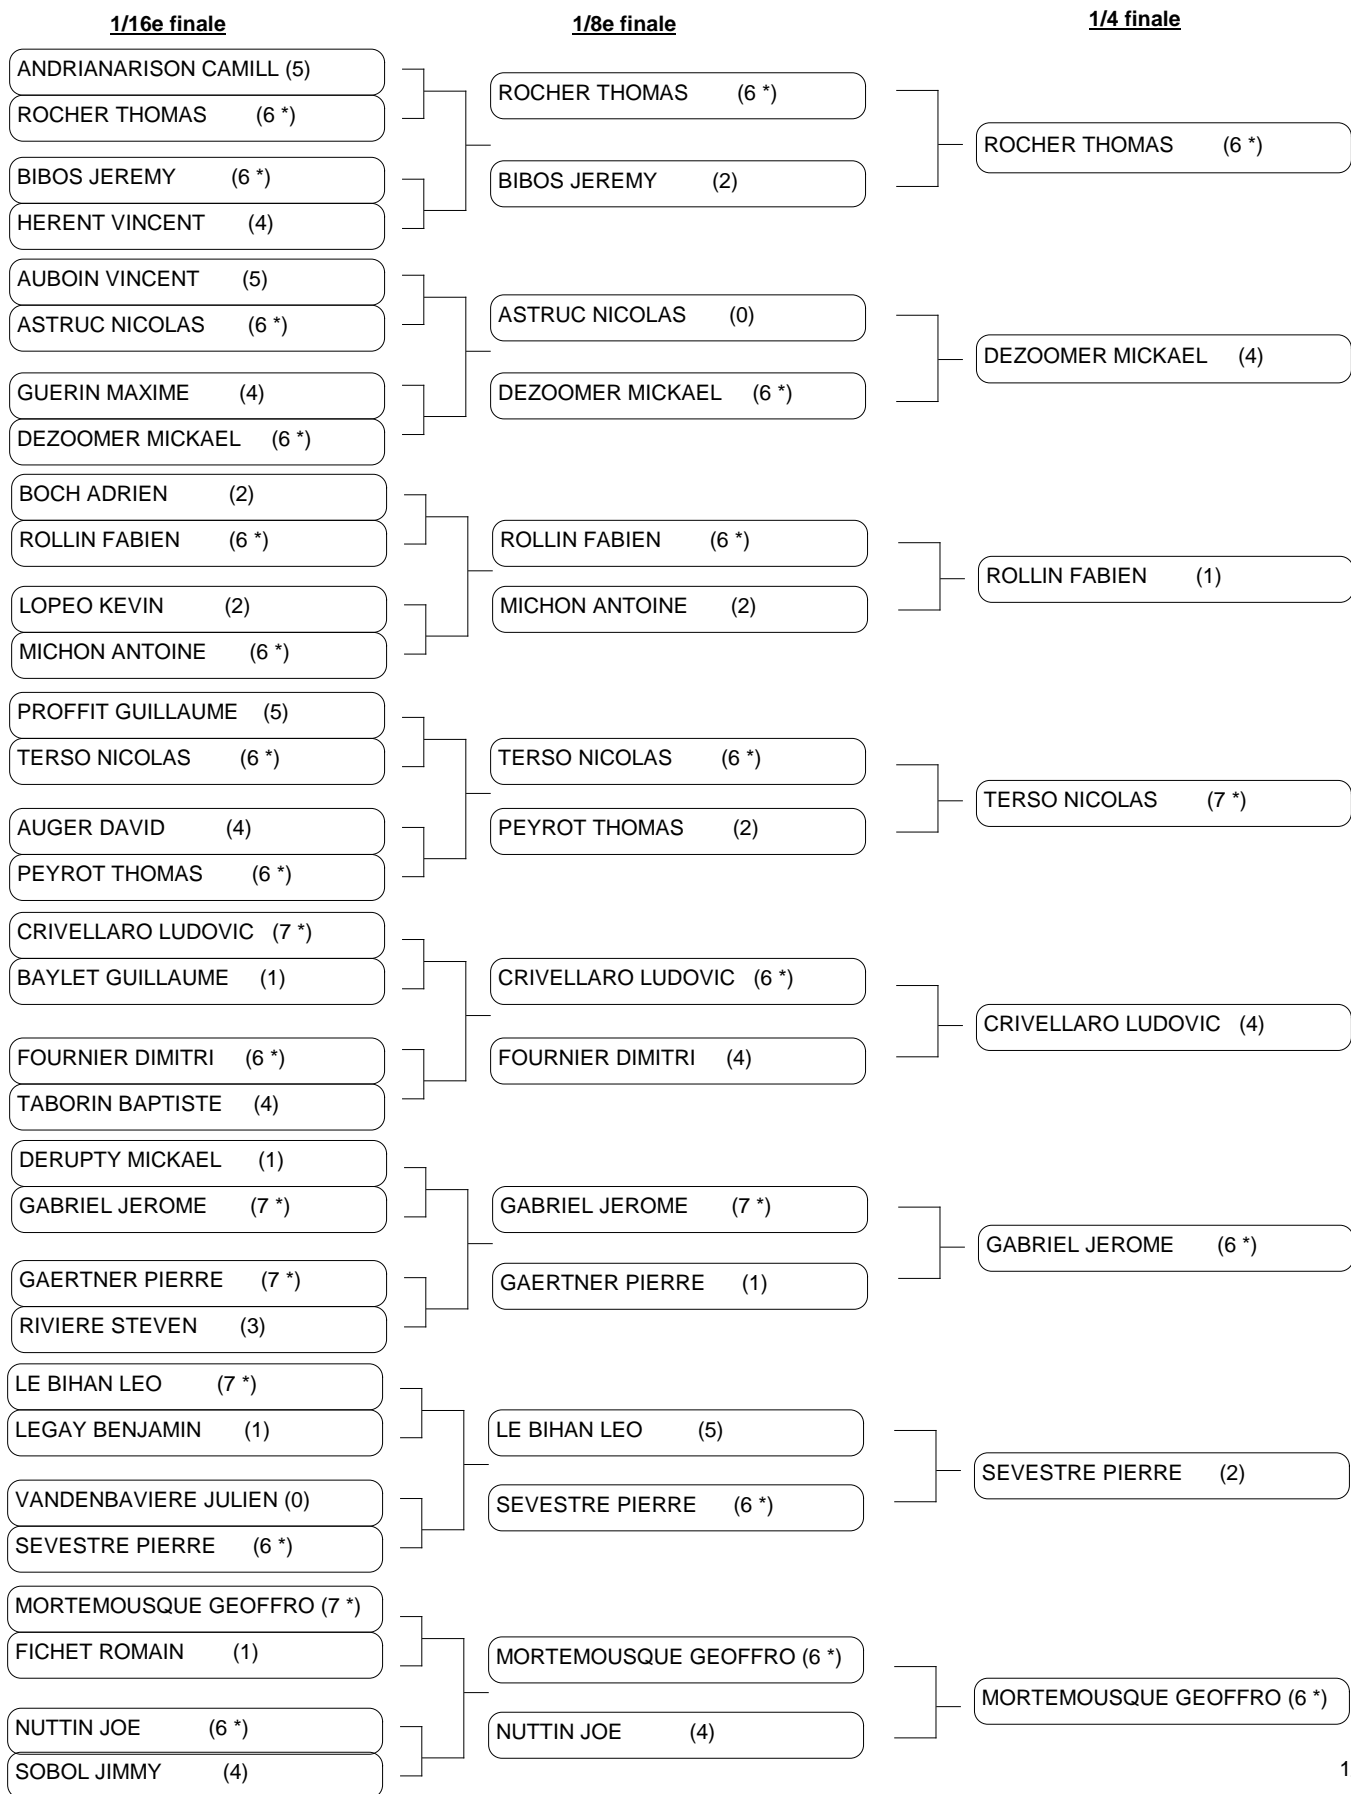 1/16e finale
1/8e finale
1/4 finale
ANDRIANARISON CAMILL (5)
ROCHER THOMAS (6 *)
BIBOS JEREMY (6 *)
HERENT VINCENT (4)
AUBOIN VINCENT (5)
ASTRUC NICOLAS (6 *)
GUERIN MAXIME (4)
DEZOOMER MICKAEL (6 *)
BOCH ADRIEN (2)
ROLLIN FABIEN (6 *)
LOPEO KEVIN (2)
MICHON ANTOINE (6 *)
PROFFIT GUILLAUME (5)
TERSO NICOLAS (6 *)
AUGER DAVID (4)
PEYROT THOMAS (6 *)
CRIVELLARO LUDOVIC (7 *)
BAYLET GUILLAUME (1)
FOURNIER DIMITRI (6 *)
TABORIN BAPTISTE (4)
DERUPTY MICKAEL (1)
GABRIEL JEROME (7 *)
GAERTNER PIERRE (7 *)
RIVIERE STEVEN (3)
LE BIHAN LEO (7 *)
LEGAY BENJAMIN (1)
VANDENBAVIERE JULIEN (0)
SEVESTRE PIERRE (6 *)
MORTEMOUSQUE GEOFFRO (7 *)
FICHET ROMAIN (1)
NUTTIN JOE (6 *)
SOBOL JIMMY (4)
ROCHER THOMAS (6 *)
BIBOS JEREMY (2)
ASTRUC NICOLAS (0)
DEZOOMER MICKAEL (6 *)
ROLLIN FABIEN (6 *)
MICHON ANTOINE (2)
TERSO NICOLAS (6 *)
PEYROT THOMAS (2)
CRIVELLARO LUDOVIC (6 *)
FOURNIER DIMITRI (4)
GABRIEL JEROME (7 *)
GAERTNER PIERRE (1)
LE BIHAN LEO (5)
SEVESTRE PIERRE (6 *)
MORTEMOUSQUE GEOFFRO (6 *)
NUTTIN JOE (4)
ROCHER THOMAS (6 *)
DEZOOMER MICKAEL (4)
ROLLIN FABIEN (1)
TERSO NICOLAS (7 *)
CRIVELLARO LUDOVIC (4)
GABRIEL JEROME (6 *)
SEVESTRE PIERRE (2)
MORTEMOUSQUE GEOFFRO (6 *)
1